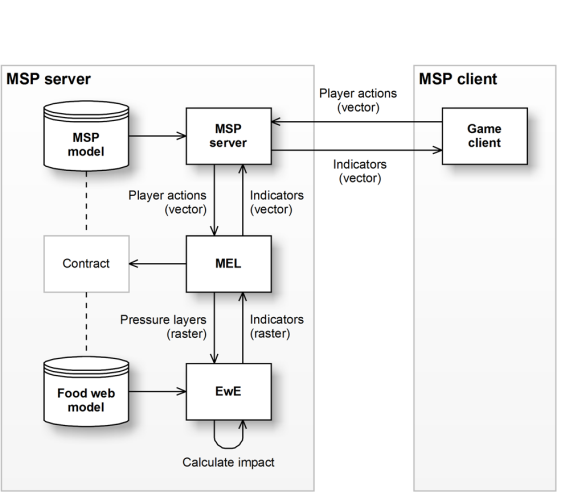 MSP server
MSP client
Player actions
(vector)
MSP
model
MSP
server
Game
client
Indicators
(vector)
Player actions
(vector)
Indicators
(vector)
Contract
MEL
Pressure layers
(raster)
Indicators
(raster)
Food web
model
EwE
Calculate impact